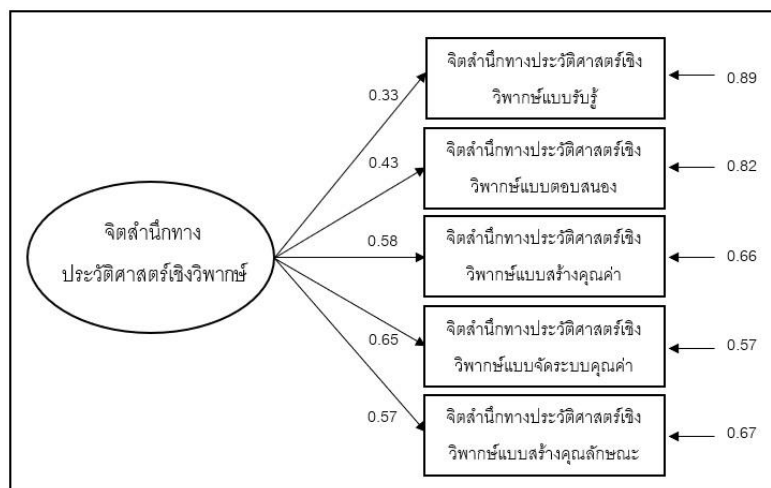 จิตสำนึกทางประวัติศาสตร์เชิง
วิพากษ์แบบรับรู้
0.89
0.33
จิตสำนึกทางประวัติศาสตร์เชิง
วิพากษ์แบบตอบสนอง
0.82
0.43
จิตสำนึกทาง
ประวัติศาสตร์เชิงวิพากษ์
0.58
จิตสำนึกทางประวัติศาสตร์เชิง
วิพากษ์แบบสร้างคุณค่า
0.66
0.65
จิตสำนึกทางประวัติศาสตร์เชิง
วิพากษ์แบบจัดระบบคุณค่า
0.57
0.57
จิตสำนึกทางประวัติศาสตร์เชิง
วิพากษ์แบบสร้างคุณลักษณะ
0.67